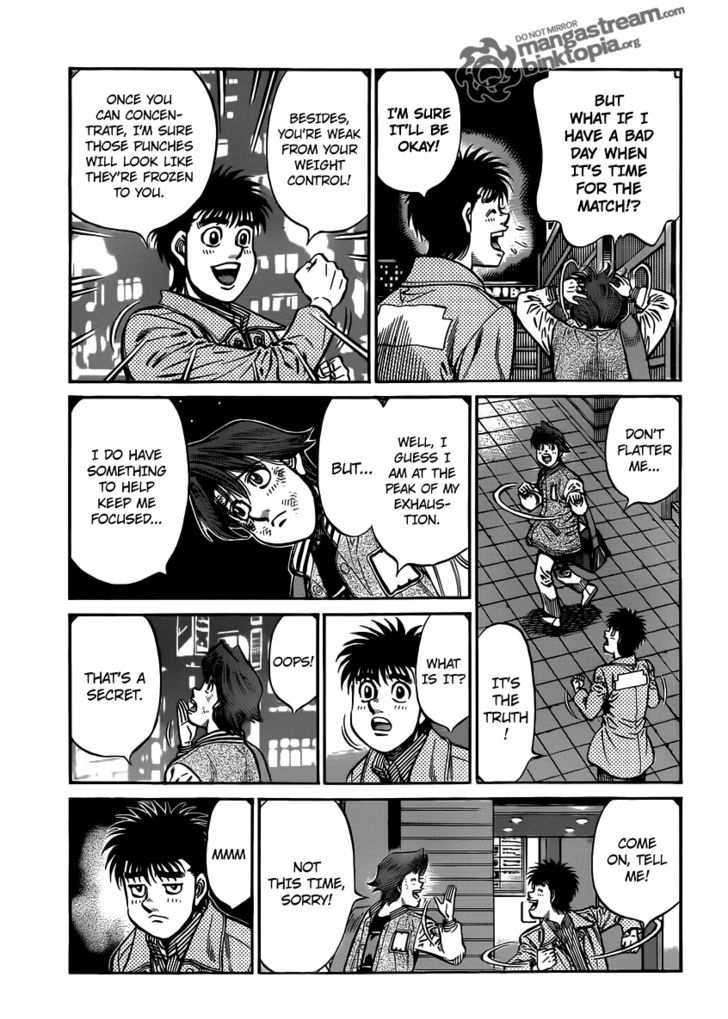 DO NOT MIRROR
mangastream.com
binktopia.org
BUT
WHAT IF I
HAVE A BAD
DAY WHEN
IT'S TIME
FOR THE
MATCH!?
I'M SURE
IT'LL BE
OKAY!
BESIDES,
YOU'RE WEAK
FROM YOUR
WEIGHT
CONTROL!
ONCE YOU
CAN CONCEN-
TRATE, I'M SURE
THOSE PUNCHES
WILL LOOK LIKE
THEY'RE FROZEN
TO YOU.
DON'T
FLATTER
ME...
IT'S
THE
TRUTH
!
WELL, I
GUESS I
AM AT THE
PEAK OF MY
EXHAUS-
TION.
BUT...
I DO HAVE
SOMETHING
TO HELP
KEEP ME
FOCUSED...
WHAT
IS IT?
OOPS!
THAT'S A
SECRET.
COME
ON, TELL
ME!
NOT
THIS TIME,
SORRY!
MMM